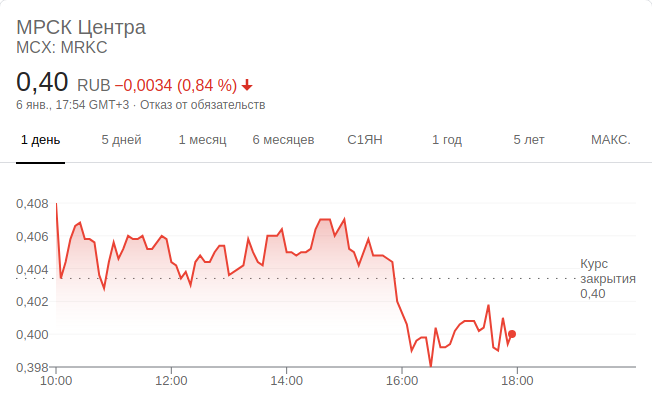 МРСК Центра
MCX: MRKC
0,40 RUB −0,0034 (0,84 %)
6 янв., 17:54 GMT+3 · Отказ от обязательств
1 день 5 дней 1 месяц 6 месяцев С1ЯН 1 год 5 лет МАКС.
0,408
0,406
0,404
0,402
0,400
0,398
Курс
закрытия
0,40
10:00 12:00 14:00 16:00 18:00